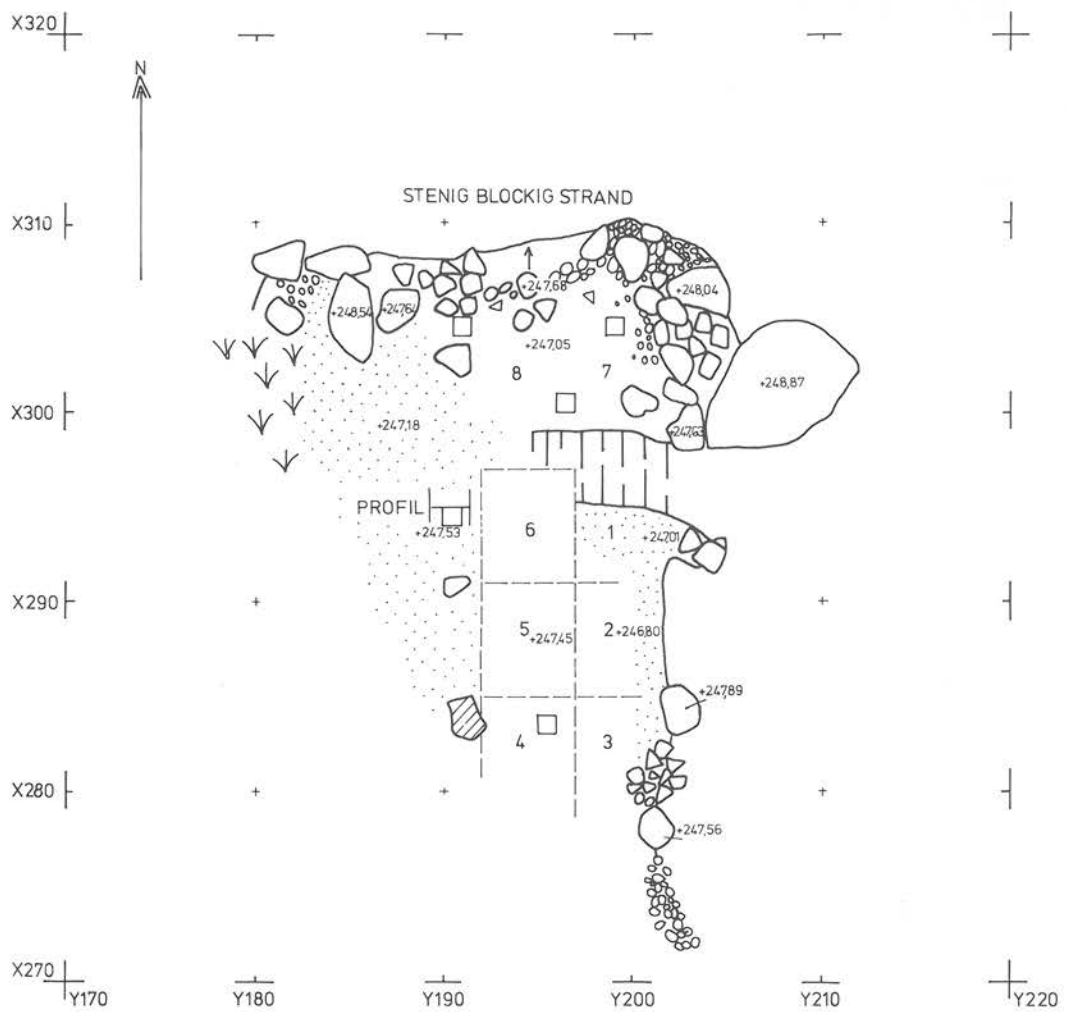 X320
N
STENIG BLOCKIG STRAND
X310
+247,68
+248,04
+248,54
+247,64
+247,05
8
7
+248,87
X300
+247,18
+247,63
PROFIL
+247,53
6
1
+247,01
X290
5
+247,45
2
+246,80
+247,89
4
3
X280
+247,56
X270
Y170
Y180
Y190
Y200
Y210
Y220